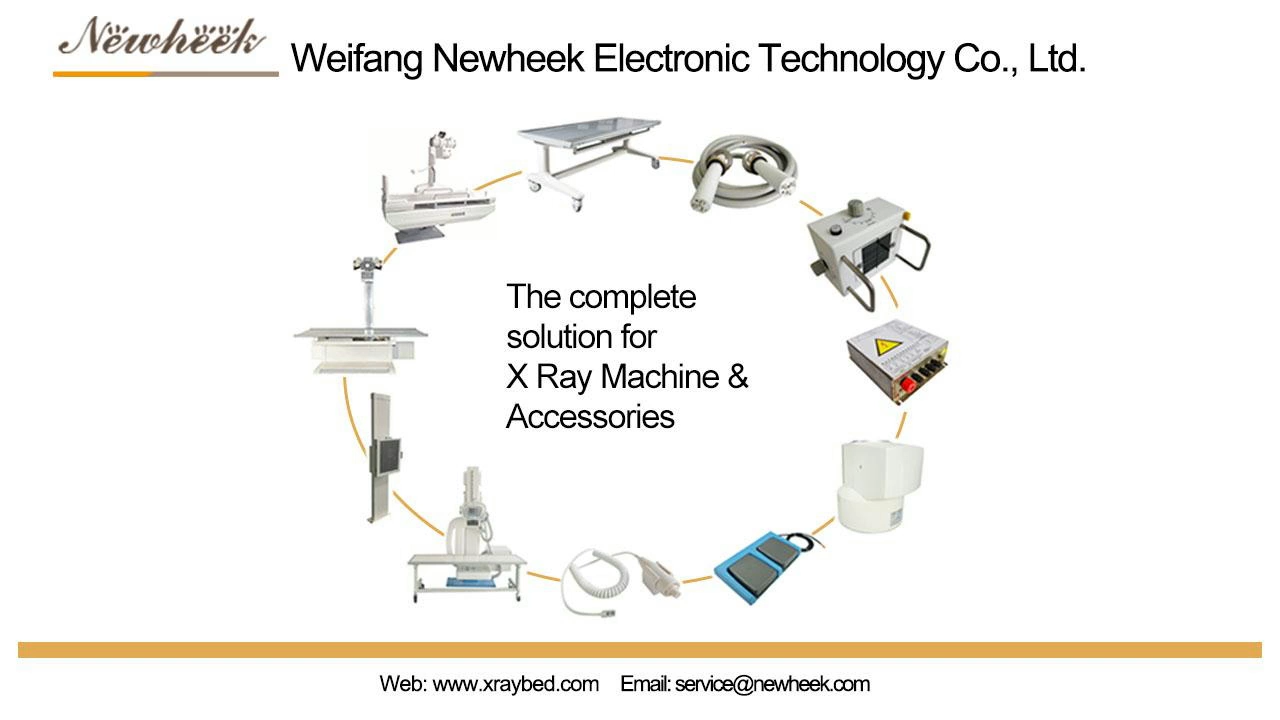 Newheek
Weifang Newheek Electronic Technology Co., Ltd.
The complete
solution for
X Ray Machine &
Accessories
Web: www.xraybed.com Email: service@newheek.com